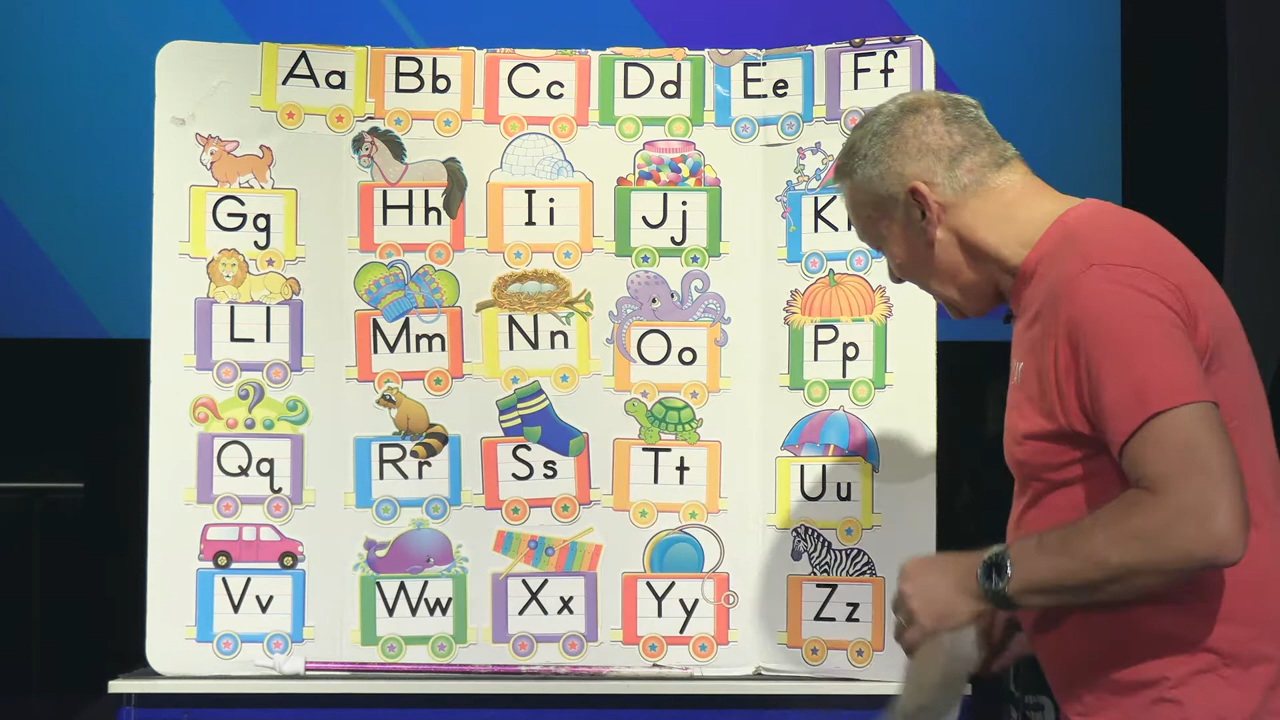 Aa Bb Cc Dd Ee Ff
Gg Hh Ii Jj K
Ll Mm Nn Oo Pp
Qq Rr Ss Tt Uu
Vv Ww Xx Yy Zz